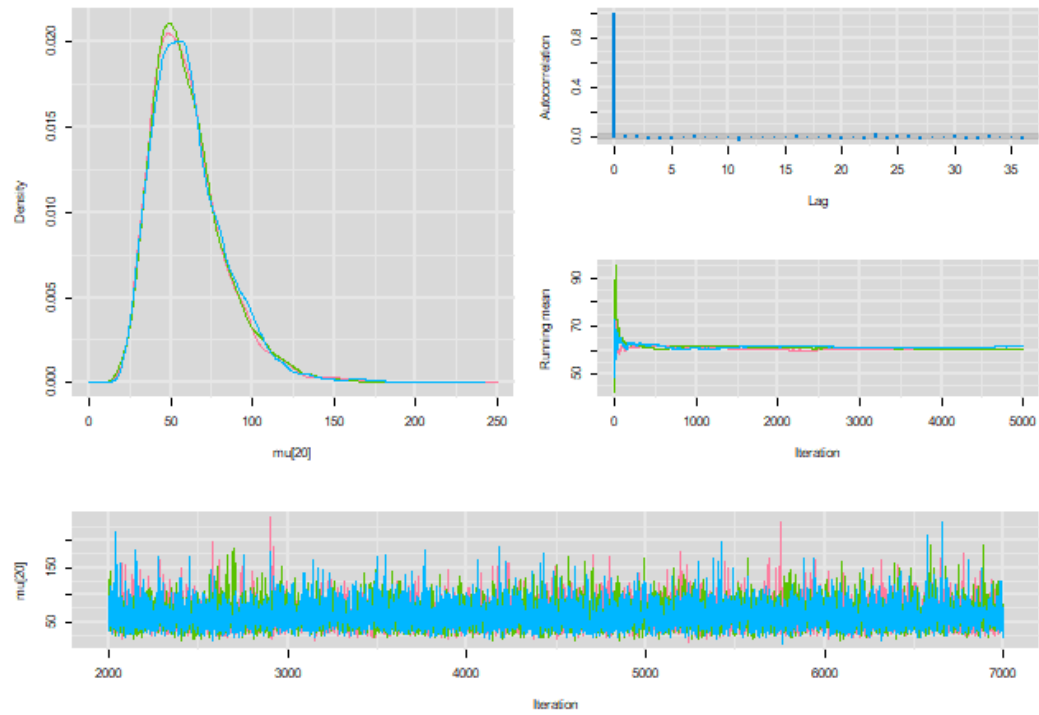 Density
0.000
0.005
0.010
0.015
0.020
0 50 100 150 200 250
mu[20]
Autocorrelation
0.0 0.4 0.8
0 5 10 15 20 25 30 35
Lag
Running mean
50 70 90
0 1000 2000 3000 4000 5000
Iteration
mu[20]
50 150
2000 3000 4000 5000 6000 7000
Iteration